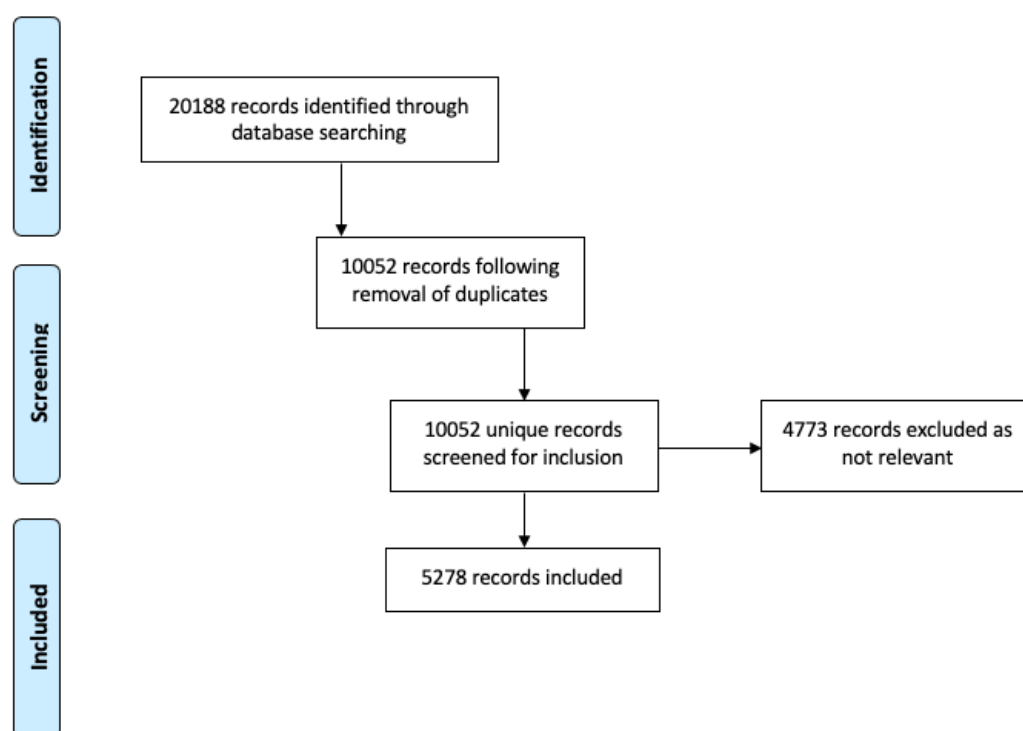 Identification
20188 records identified through
database searching
10052 records following
removal of duplicates
Screening
10052 unique records
screened for inclusion
4773 records excluded as
not relevant
Included
5278 records included